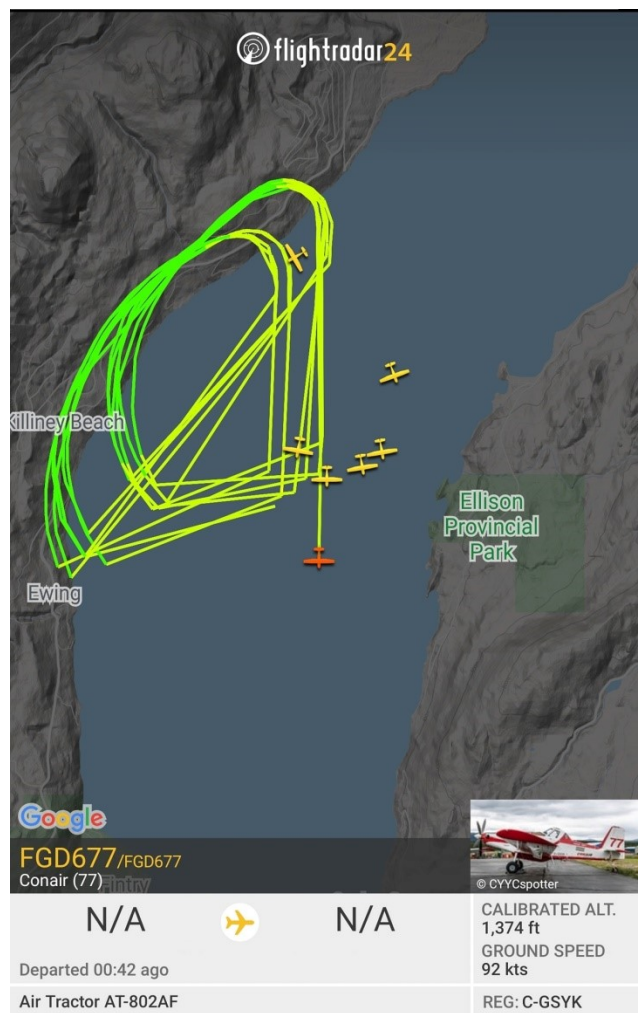 flightradar24
Killiney Beach
Ellison
Provincial
Park
Ewing
Google
FGD677/FGD677
Conair (77)
Fintry
77
© CYYCspotter
N/A
N/A
CALIBRATED ALT.
1,374 ft
GROUND SPEED
92 kts
Departed 00:42 ago
Air Tractor AT-802AF
REG: C-GSYK